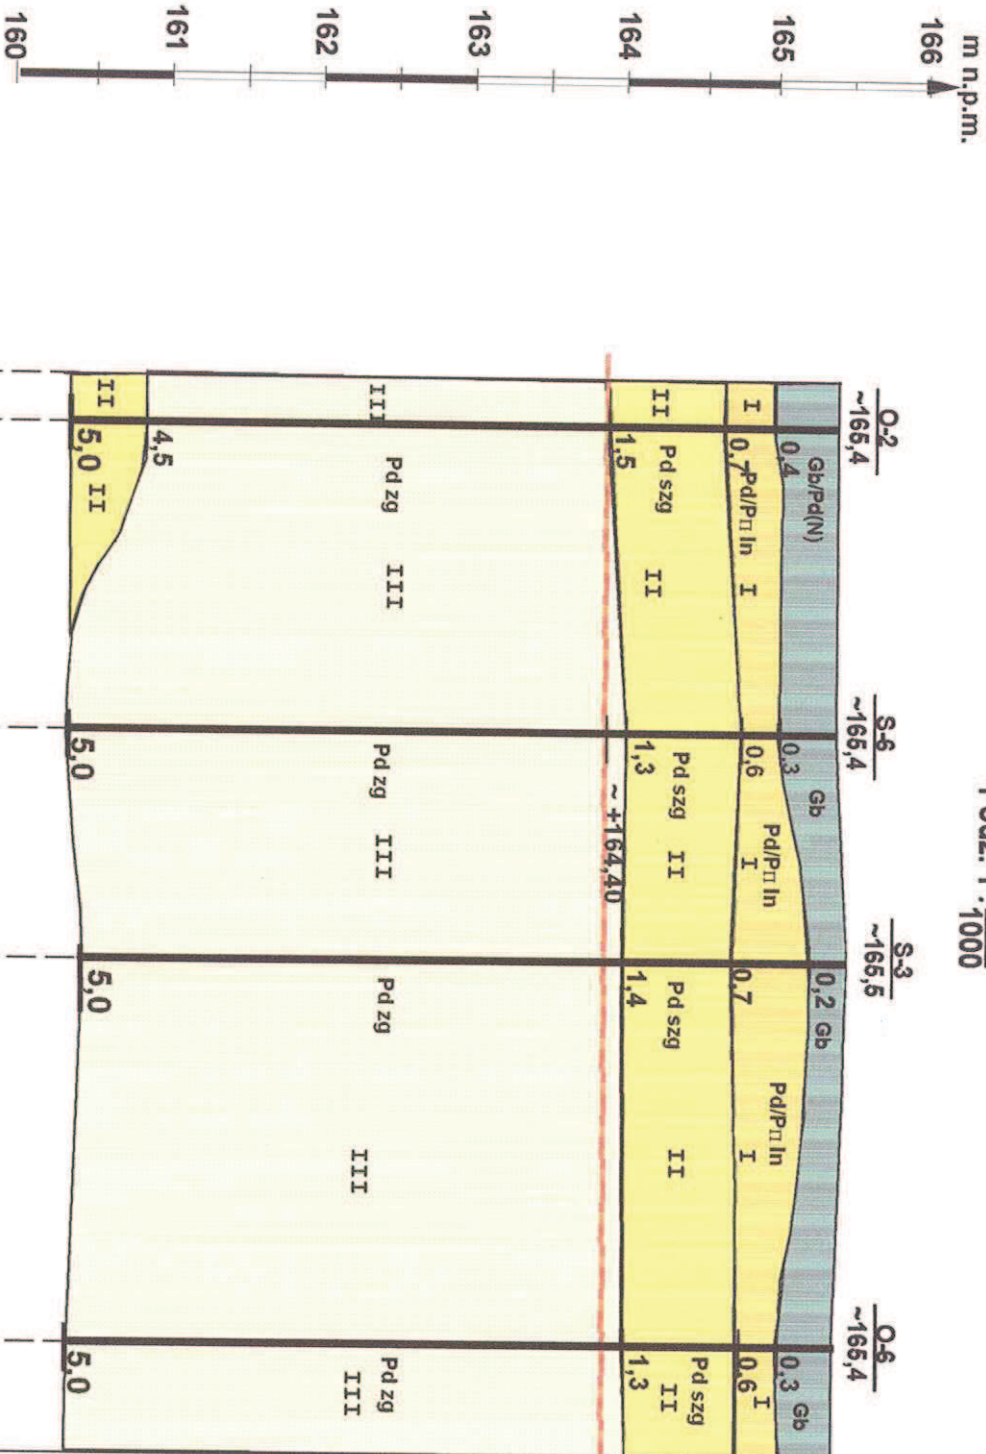 m n.p.m.
166
165
164
163
162
161
160
1000
O-2
~165,4
Gb/Pd(N)
0,4
I
Pd/Pπ ln
I
0,7
II
Pd szg
II
1,5
III
Pd zg
III
4,5
II
5,0
II
S-6
~165,4
Gb
0,3
Pd/Pπ ln
I
0,6
Pd szg
II
1,3
~ +164,40
Pd zg
III
5,0
S-3
~165,5
0,2
Gb
Pd/Pπ ln
I
0,7
Pd szg
II
1,4
Pd zg
III
5,0
O-6
~165,4
0,3
Gb
I
0,6
Pd szg
II
1,3
Pd zg
III
5,0